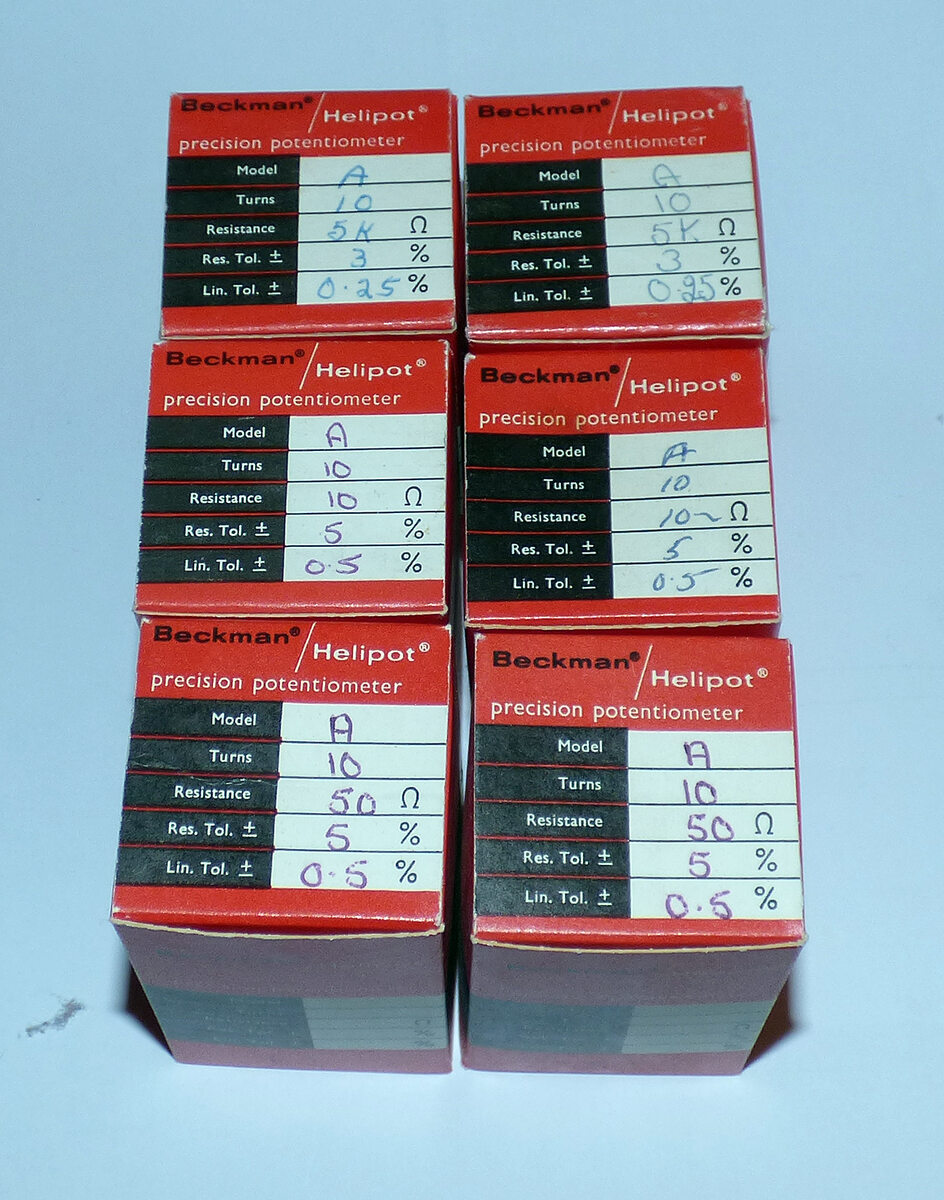 Beckman® / Helipot®
precision potentiometer
Model A
Turns 10
Resistance 5K Ω
Res. Tol. ± 3 %
Lin. Tol. ± 0.25 %
Beckman® / Helipot®
precision potentiometer
Model A
Turns 10
Resistance 5K Ω
Res. Tol. ± 3 %
Lin. Tol. ± 0.25 %
Beckman® / Helipot®
precision potentiometer
Model A
Turns 10
Resistance 10 Ω
Res. Tol. ± 5 %
Lin. Tol. ± 0.5 %
Beckman® / Helipot®
precision potentiometer
Model A
Turns 10
Resistance 10~ Ω
Res. Tol. ± 5 %
Lin. Tol. ± 0.5 %
Beckman® / Helipot®
precision potentiometer
Model A
Turns 10
Resistance 50 Ω
Res. Tol. ± 5 %
Lin. Tol. ± 0.5 %
Beckman® / Helipot®
precision potentiometer
Model A
Turns 10
Resistance 50 Ω
Res. Tol. ± 5 %
Lin. Tol. ± 0.5 %